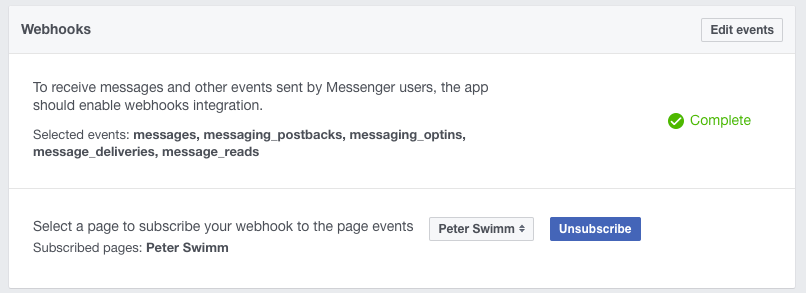 Webhooks
Edit events
To receive messages and other events sent by Messenger users, the app
should enable webhooks integration.
Selected events: messages, messaging_postbacks, messaging_optins,
message_deliveries, message_reads
Complete
Select a page to subscribe your webhook to the page events
Peter Swimm
Unsubscribe
Subscribed pages: Peter Swimm